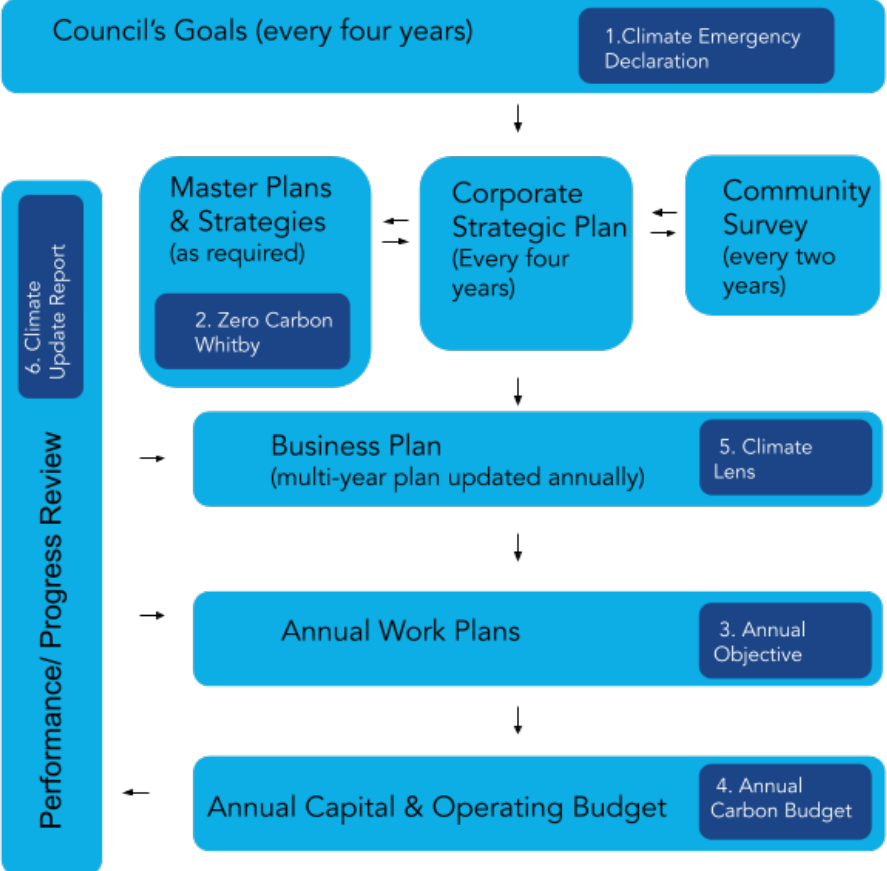 Council's Goals (every four years)
1.Climate Emergency
Declaration
Master Plans
& Strategies
(as required)
2. Zero Carbon
Whitby
Corporate
Strategic Plan
(Every four
years)
Community
Survey
(every two
years)
6. Climate
Update Report
Performance/ Progress Review
Business Plan
(multi-year plan updated annually)
5. Climate
Lens
Annual Work Plans
3. Annual
Objective
Annual Capital & Operating Budget
4. Annual
Carbon Budget